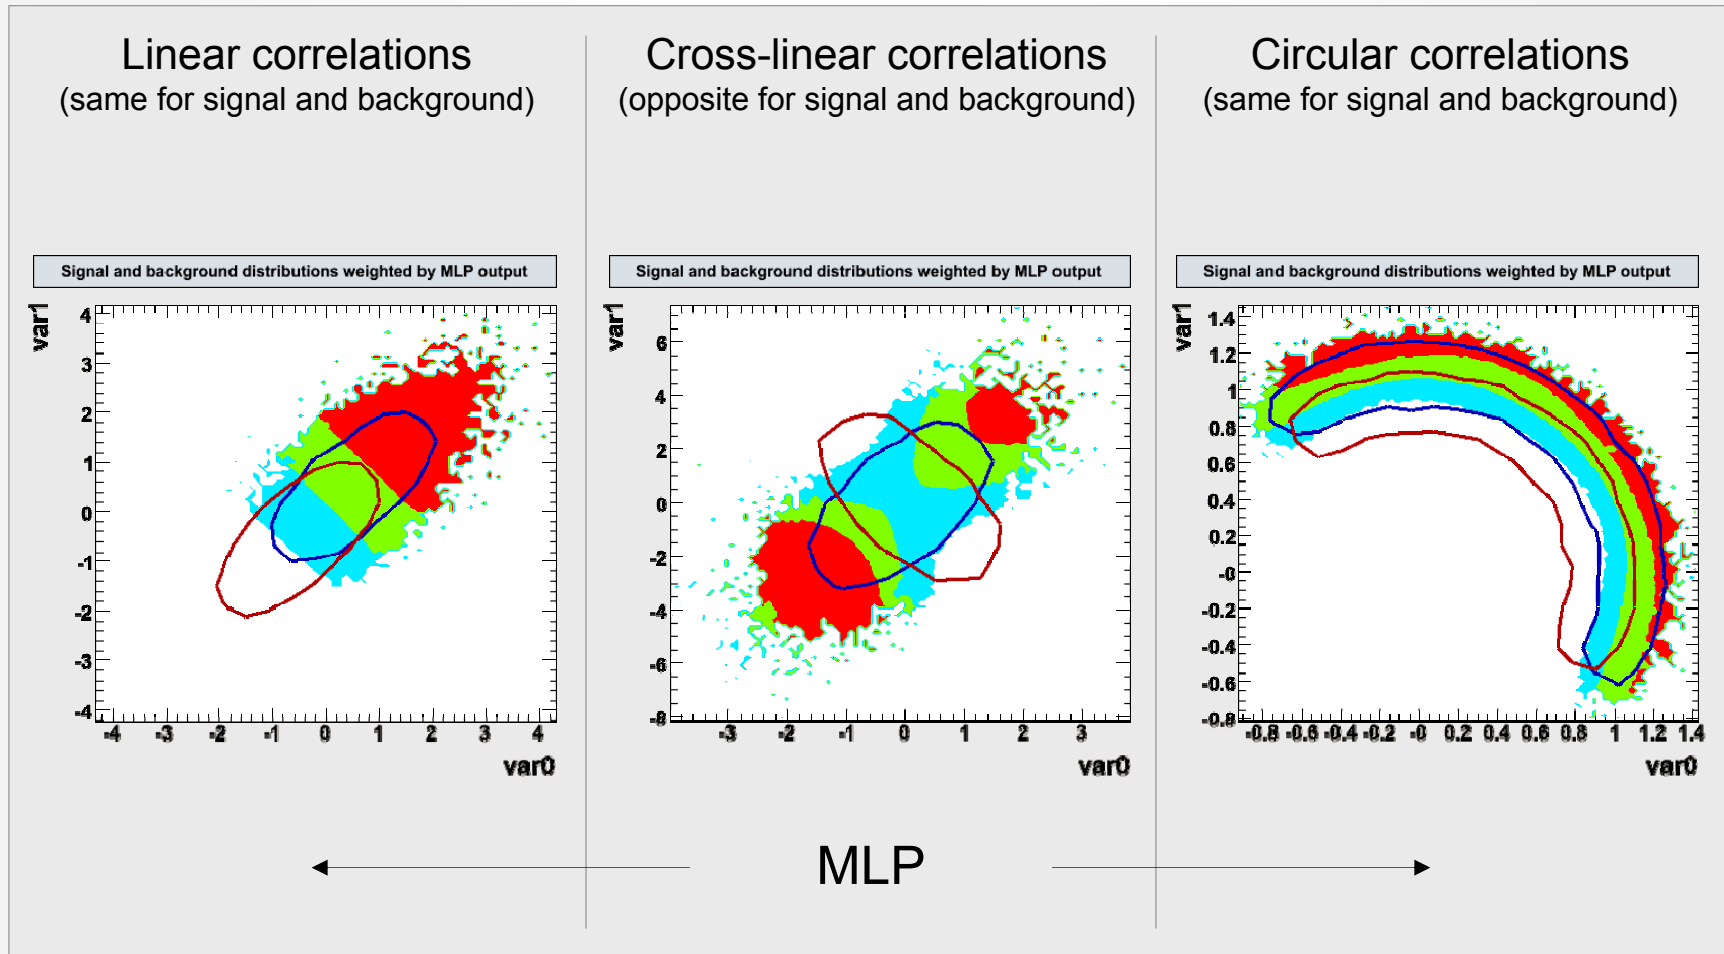 Linear correlations
(same for signal and background)
Cross-linear correlations
(opposite for signal and background)
Circular correlations
(same for signal and background)
Signal and background distributions weighted by MLP output
var1
4
3
2
1
0
-1
-2
-3
-4
-4 -3 -2 -1 0 1 2 3 4
var0
Signal and background distributions weighted by MLP output
var1
6
4
2
0
-2
-4
-6
-8
-3 -2 -1 0 1 2 3
var0
Signal and background distributions weighted by MLP output
var1
1.4
1.2
1
0.8
0.6
0.4
0.2
-0
-0.2
-0.4
-0.6
-0.8
-0.8 -0.6 -0.4 -0.2 -0 0.2 0.4 0.6 0.8 1 1.2 1.4
var0
MLP